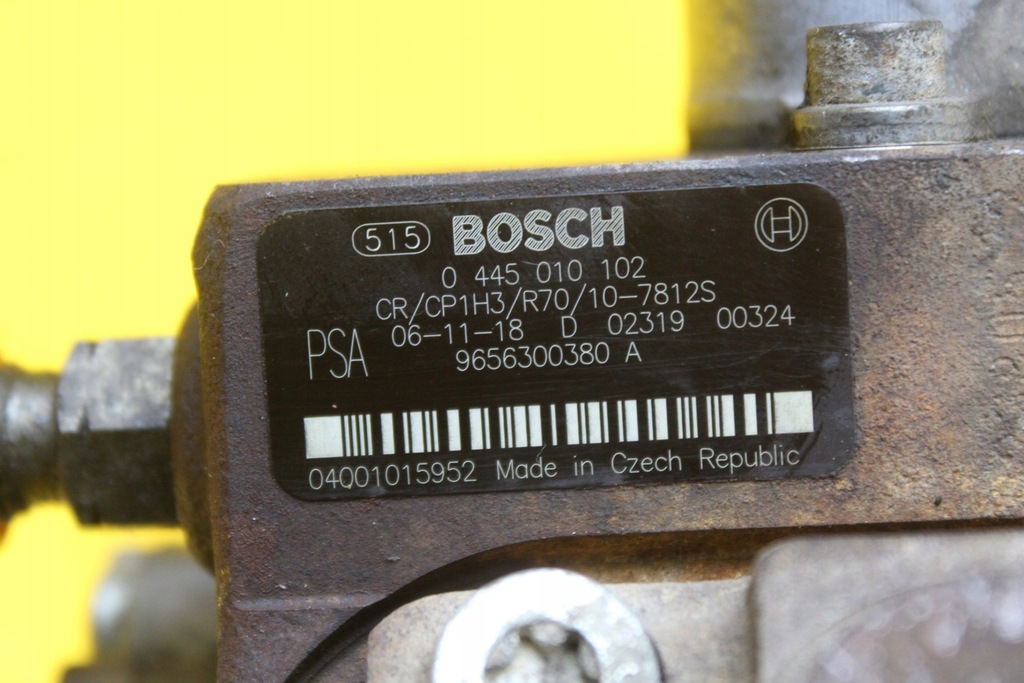 515 BOSCH
0 445 010 102
CR/CP1H3/R70/10-7812S
PSA 06-11-18 D 02319 00324
9656300380 A
04001015952 Made in Czech Republic